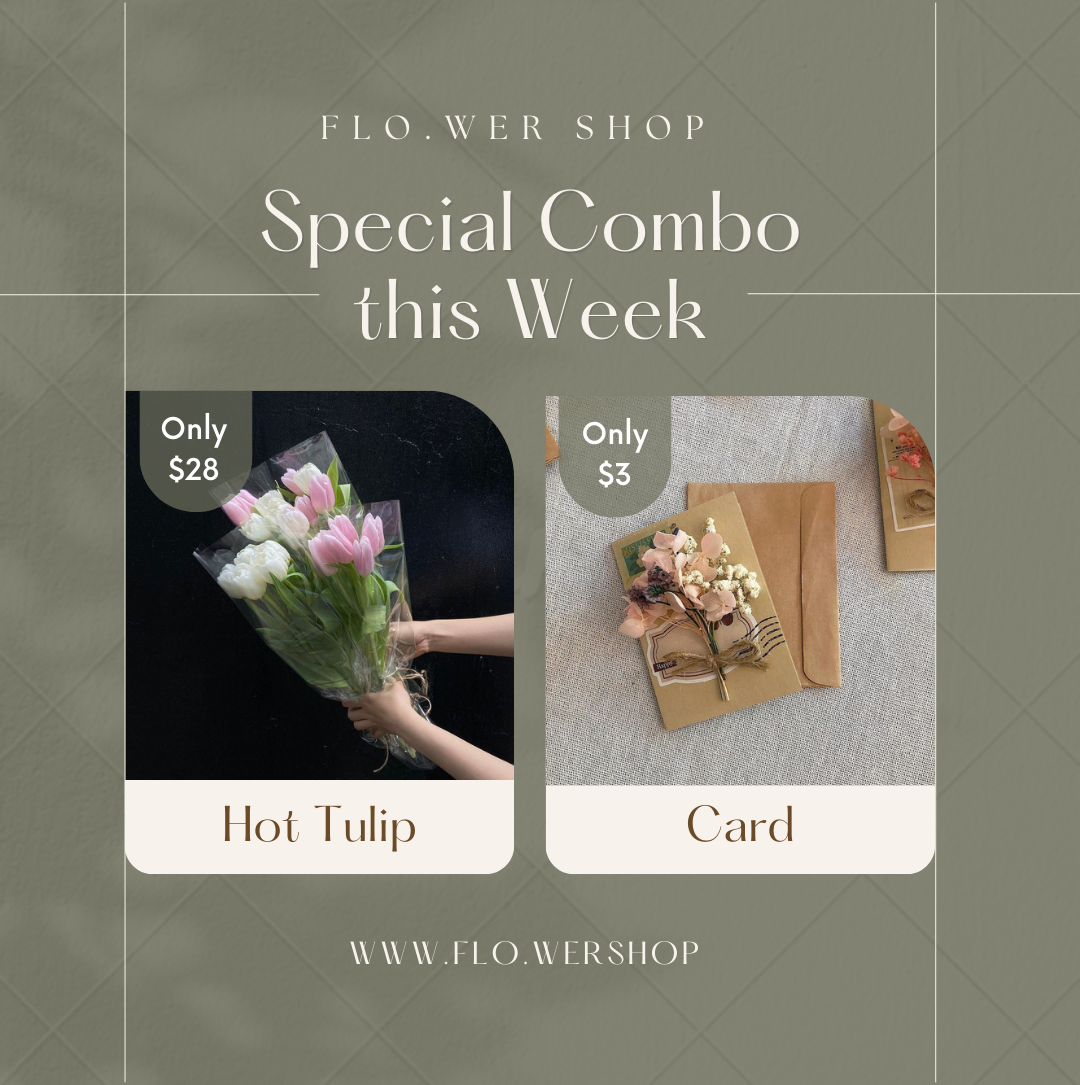 FLO.WER SHOP
Special Combo
this Week
Only
$28
Only
$3
Hot Tulip
Card
WWW.FLO.WERSHOP